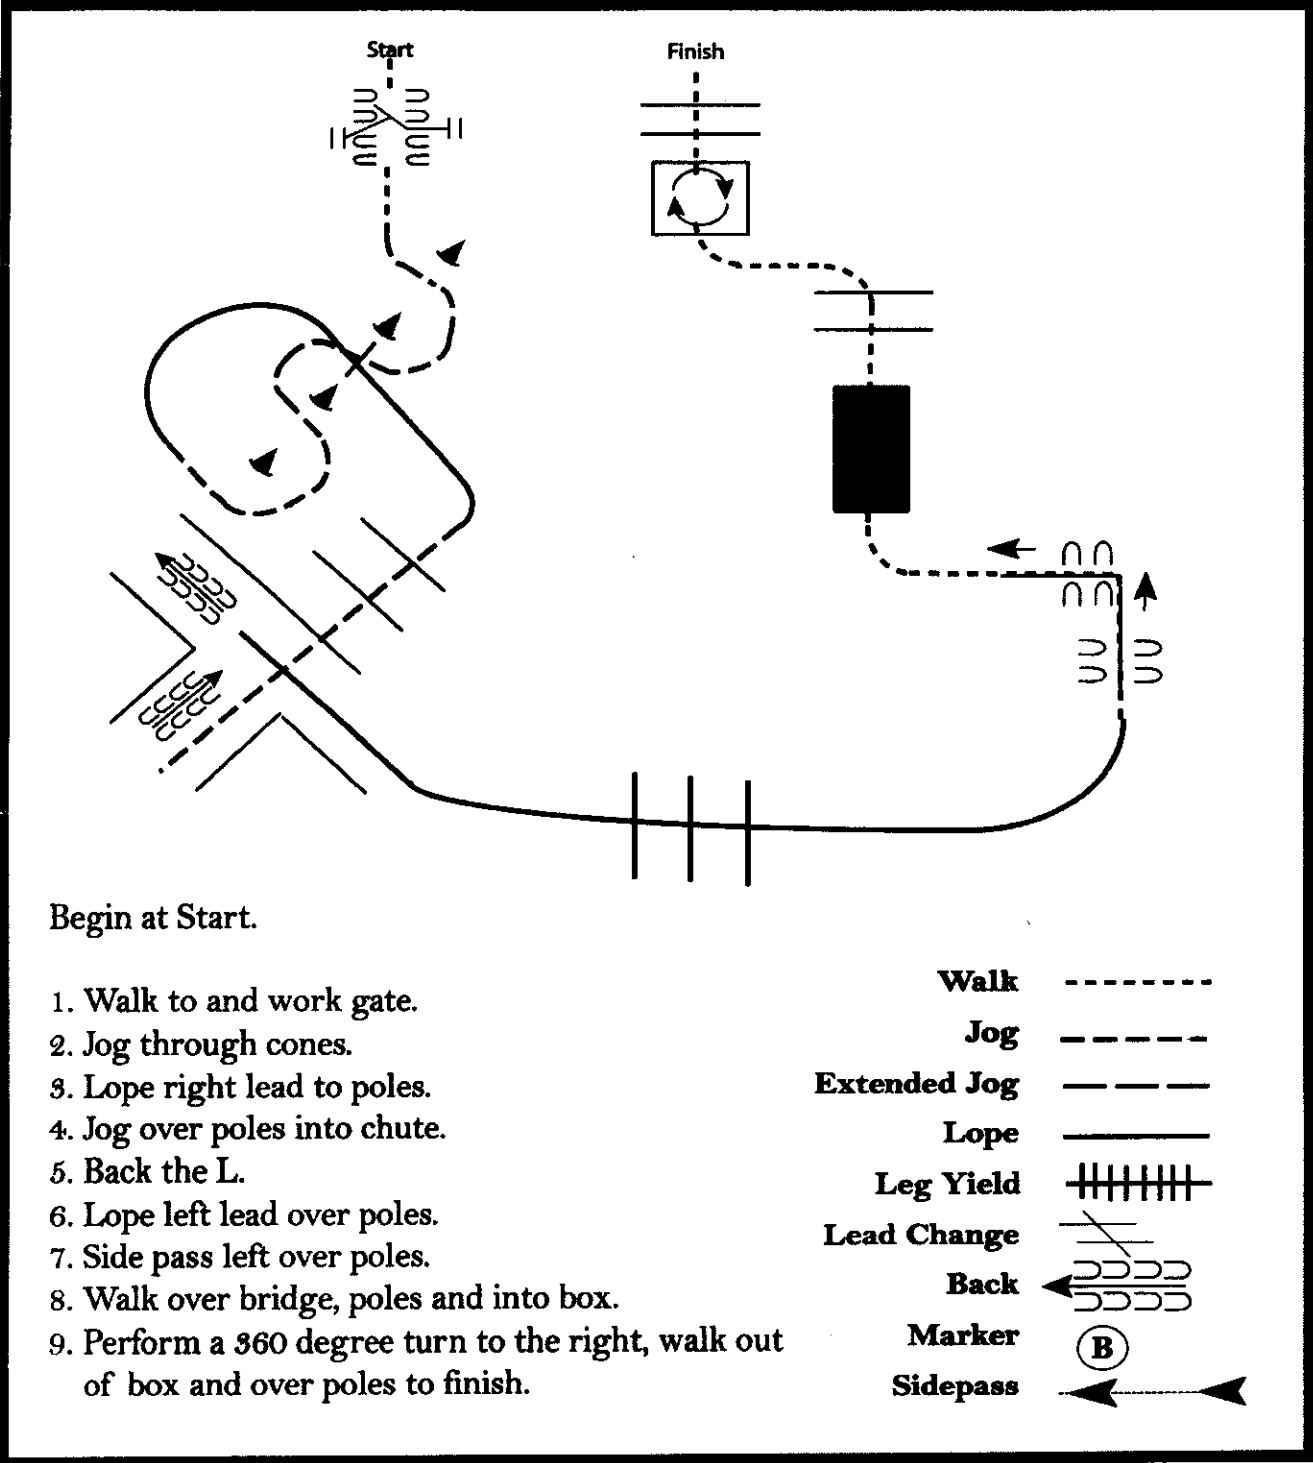 Start
Finish
Begin at Start.
1. Walk to and work gate.
2. Jog through cones.
3. Lope right lead to poles.
4. Jog over poles into chute.
5. Back the L.
6. Lope left lead over poles.
7. Side pass left over poles.
8. Walk over bridge, poles and into box.
9. Perform a 360 degree turn to the right, walk out
of box and over poles to finish.
Walk
Jog
Extended Jog
Lope
Leg Yield
Lead Change
Back
Marker B
Sidepass